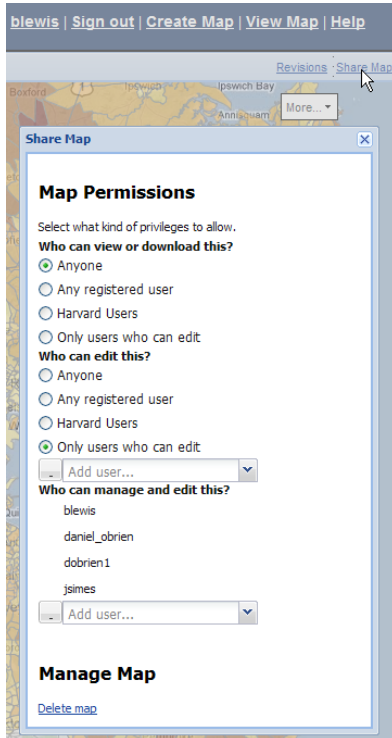 blewis | Sign out | Create Map | View Map | Help
Revisions Share Map
Boxford Ipswich Ipswich Bay
Annisquam More...
Share Map
Map Permissions
Select what kind of privileges to allow.
Who can view or download this?
Anyone
Any registered user
Harvard Users
Only users who can edit
Who can edit this?
Anyone
Any registered user
Harvard Users
Only users who can edit
- Add user...
Who can manage and edit this?
blewis
daniel_obrien
dobrien1
jsimes
- Add user...
Manage Map
Delete map